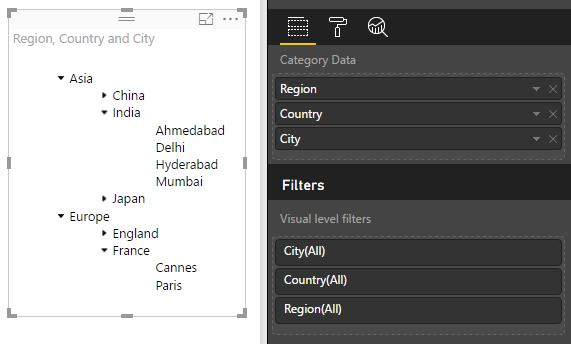 Region, Country and City
Asia
China
India
Ahmedabad
Delhi
Hyderabad
Mumbai
Japan
Europe
England
France
Cannes
Paris
Category Data
Region
Country
City
Filters
Visual level filters
City(All)
Country(All)
Region(All)